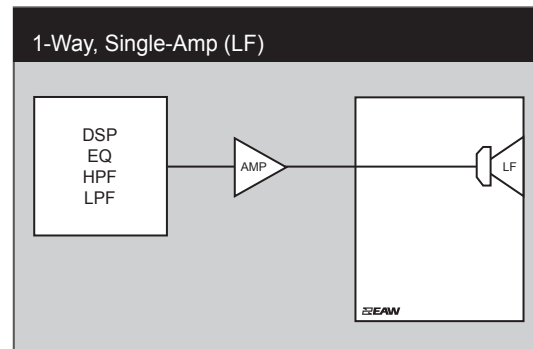 1-Way, Single-Amp (LF)
DSP
EQ
HPF
LPF
AMP
LF
EAW